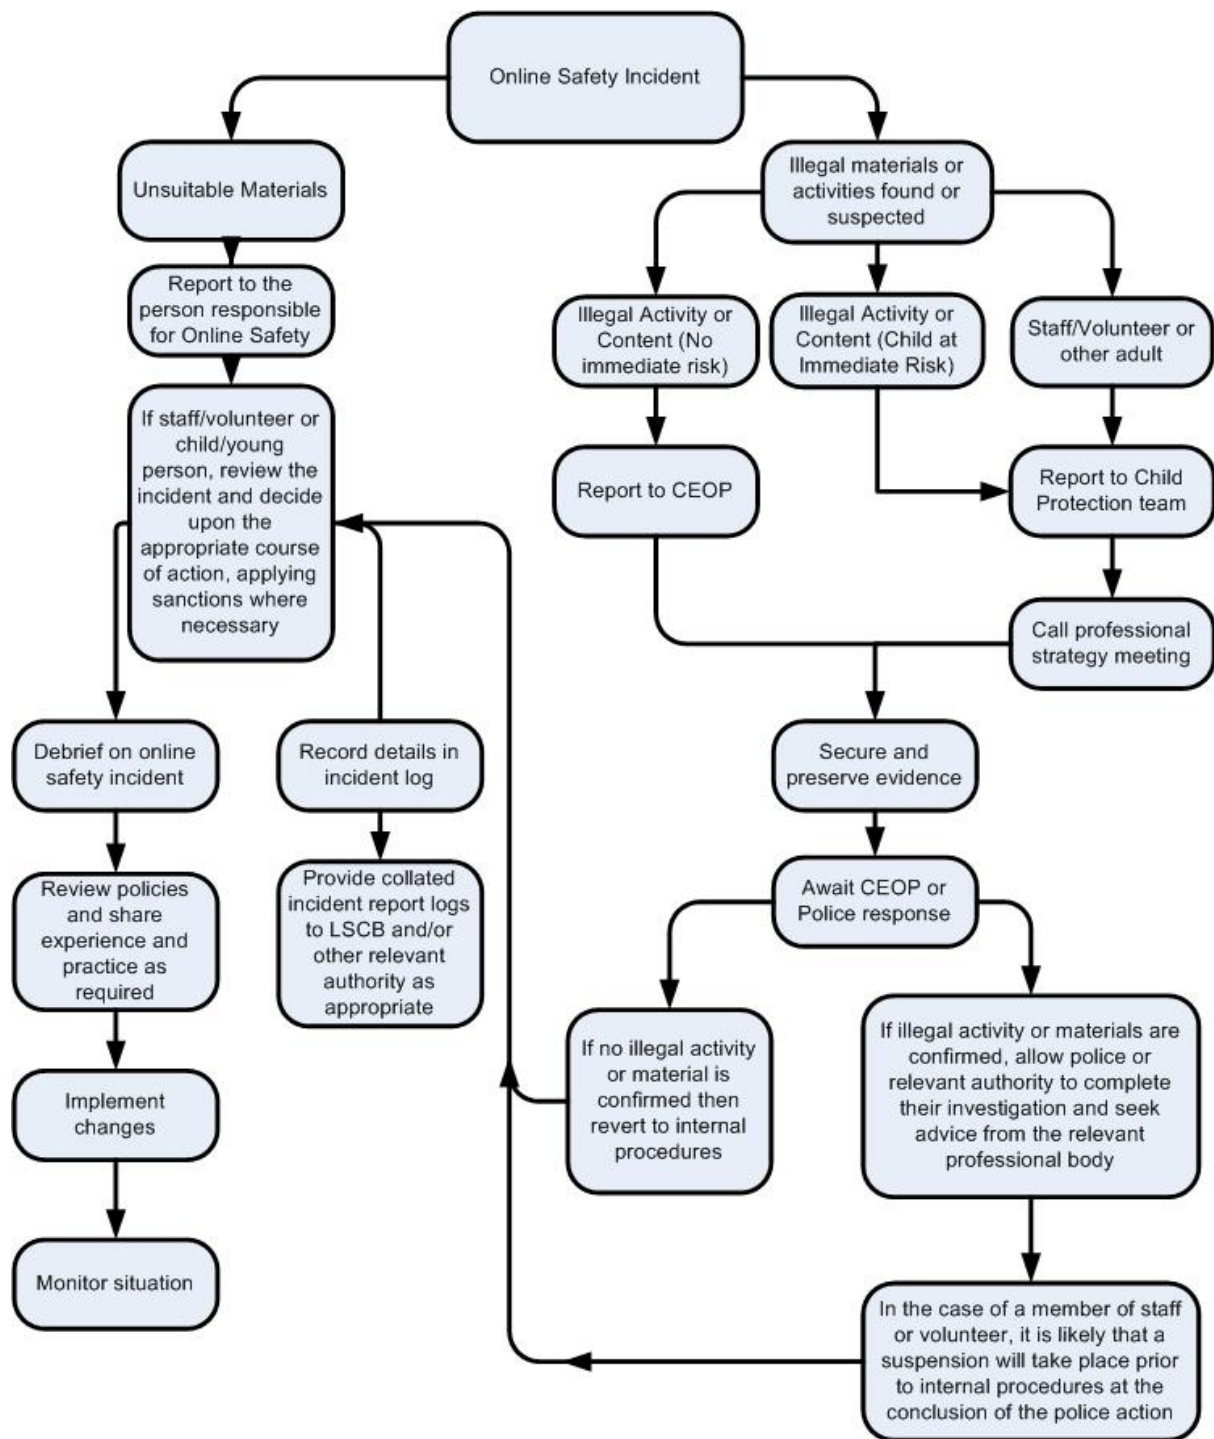 Online Safety Incident
Unsuitable Materials
Illegal materials or
activities found or
suspected
Report to the
person responsible
for Online Safety
Illegal Activity or
Content (No
immediate risk)
Illegal Activity or
Content (Child at
Immediate Risk)
Staff/Volunteer or
other adult
If staff/volunteer or
child/young
person, review the
incident and decide
upon the
appropriate course
of action, applying
sanctions where
necessary
Report to CEOP
Report to Child
Protection team
Call professional
strategy meeting
Debrief on online
safety incident
Record details in
incident log
Secure and
preserve evidence
Review policies
and share
experience and
practice as
required
Provide collated
incident report logs
to LSCB and/or
other relevant
authority as
appropriate
Await CEOP or
Police response
If no illegal activity
or material is
confirmed then
revert to internal
procedures
If illegal activity or materials are
confirmed, allow police or
relevant authority to complete
their investigation and seek
advice from the relevant
professional body
Implement
changes
Monitor situation
In the case of a member of staff
or volunteer, it is likely that a
suspension will take place prior
to internal procedures at the
conclusion of the police action